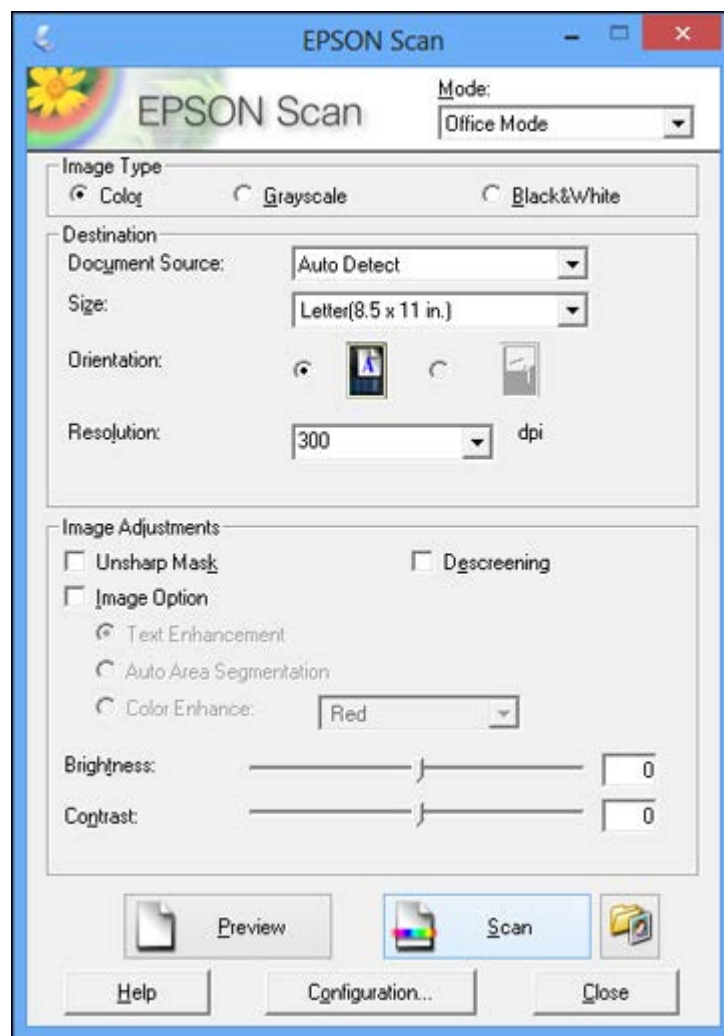 EPSON Scan
EPSON Scan
Mode:
Office Mode
Image Type
Color Grayscale Black&White
Destination
Document Source: Auto Detect
Size: Letter(8.5 x 11 in.)
Orientation: A
Resolution: 300 dpi
Image Adjustments
Unsharp Mask Descreening
Image Option
Text Enhancement
Auto Area Segmentation
Color Enhance: Red
Brightness: 0
Contrast: 0
Preview Scan
Help Configuration... Close